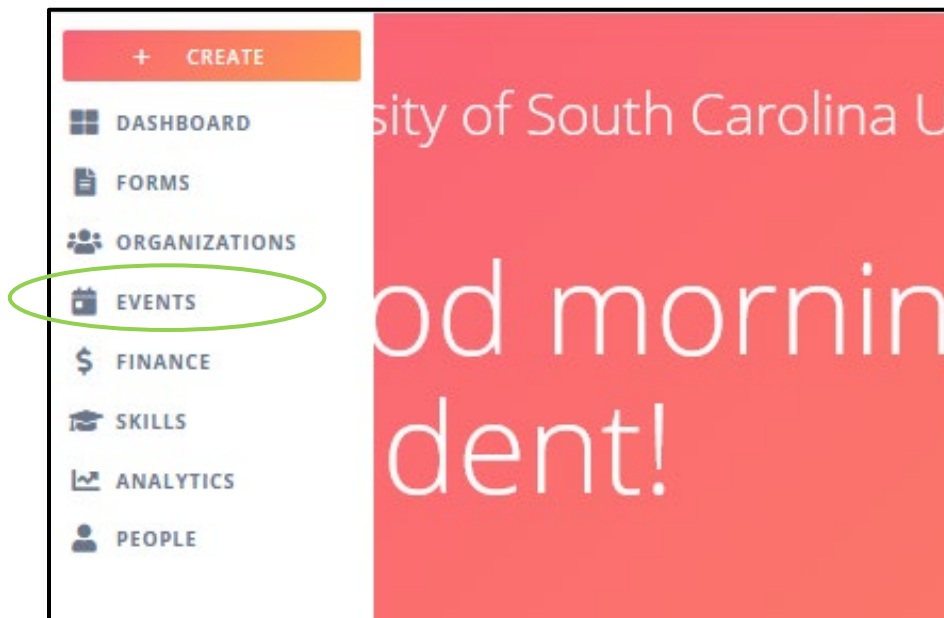 + CREATE
DASHBOARD
FORMS
ORGANIZATIONS
EVENTS
FINANCE
SKILLS
ANALYTICS
PEOPLE
sity of South Carolina U
od mornin
dent!